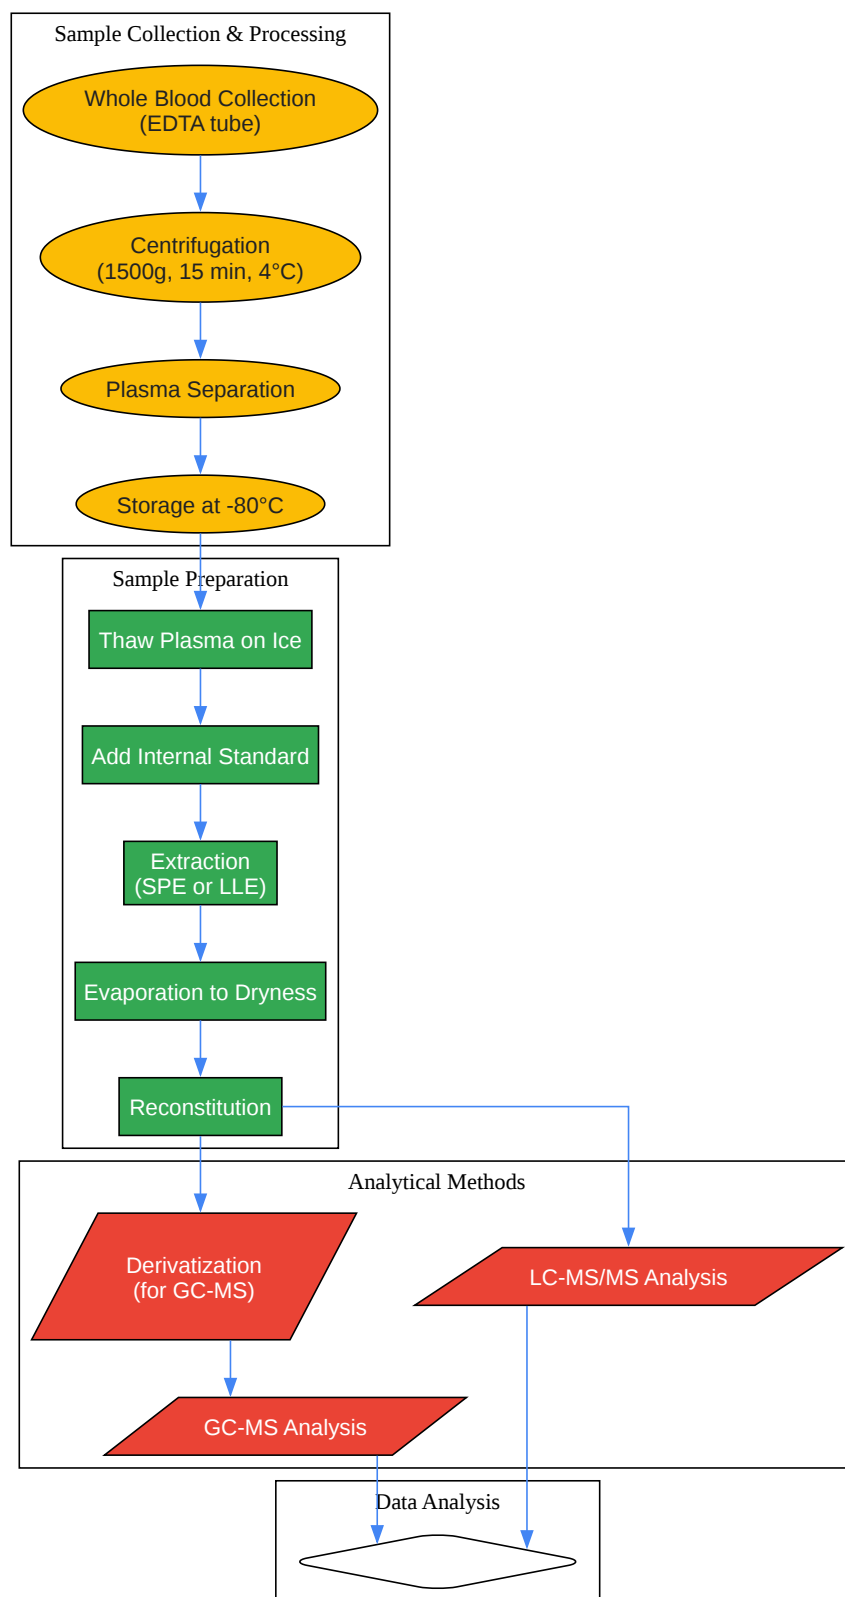 Sample Collection & Processing
Whole Blood Collection
(EDTA tube)
Centrifugation
(1500g, 15 min, 4°C)
Plasma Separation
Storage at -80°C
Sample Preparation
Thaw Plasma on Ice
Add Internal Standard
Extraction
(SPE or LLE)
Evaporation to Dryness
Reconstitution
Analytical Methods
Derivatization
(for GC-MS)
LC-MS/MS Analysis
GC-MS Analysis
Data Analysis